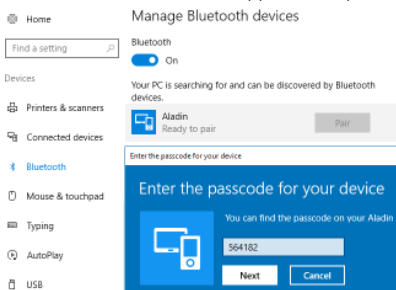 Home
Find a setting
Devices
Printers & scanners
Connected devices
Bluetooth
Mouse & touchpad
Typing
AutoPlay
USB
Manage Bluetooth devices
Bluetooth
On
Your PC is searching for and can be discovered by Bluetooth
devices.
Aladin
Ready to pair
Pair
Enter the passcode for your device
Enter the passcode for your device
You can find the passcode on your Aladin
564182
Next
Cancel